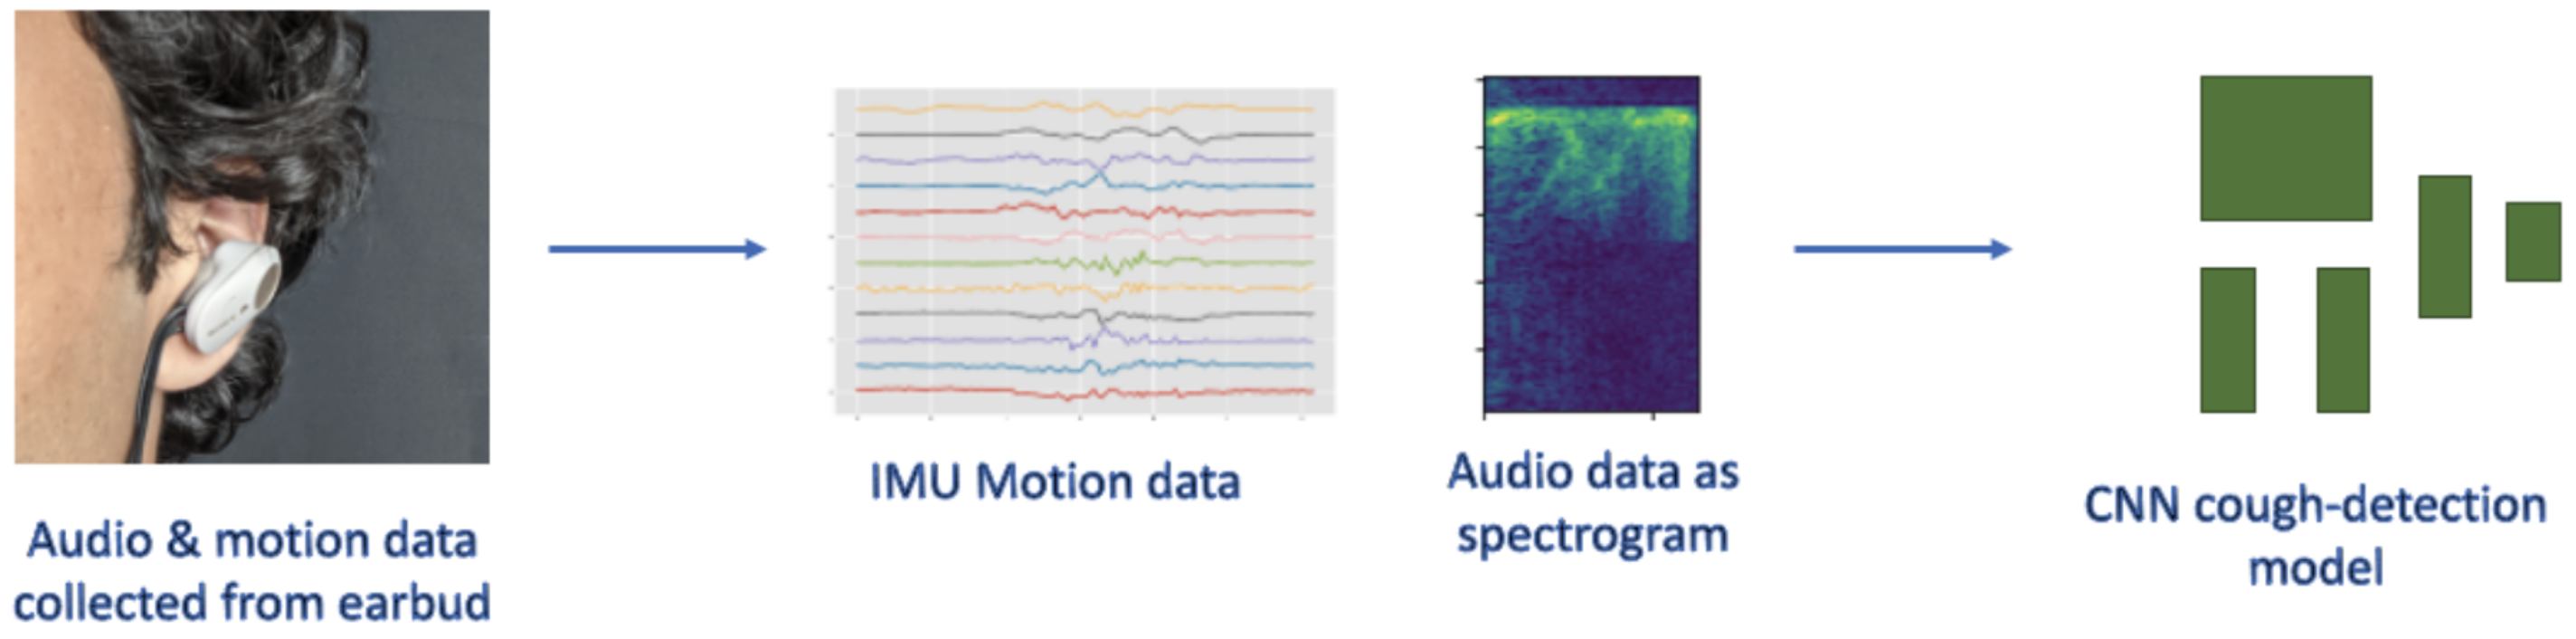 Audio & motion data
collected from earbud
IMU Motion data
Audio data as
spectrogram
CNN cough-detection
model